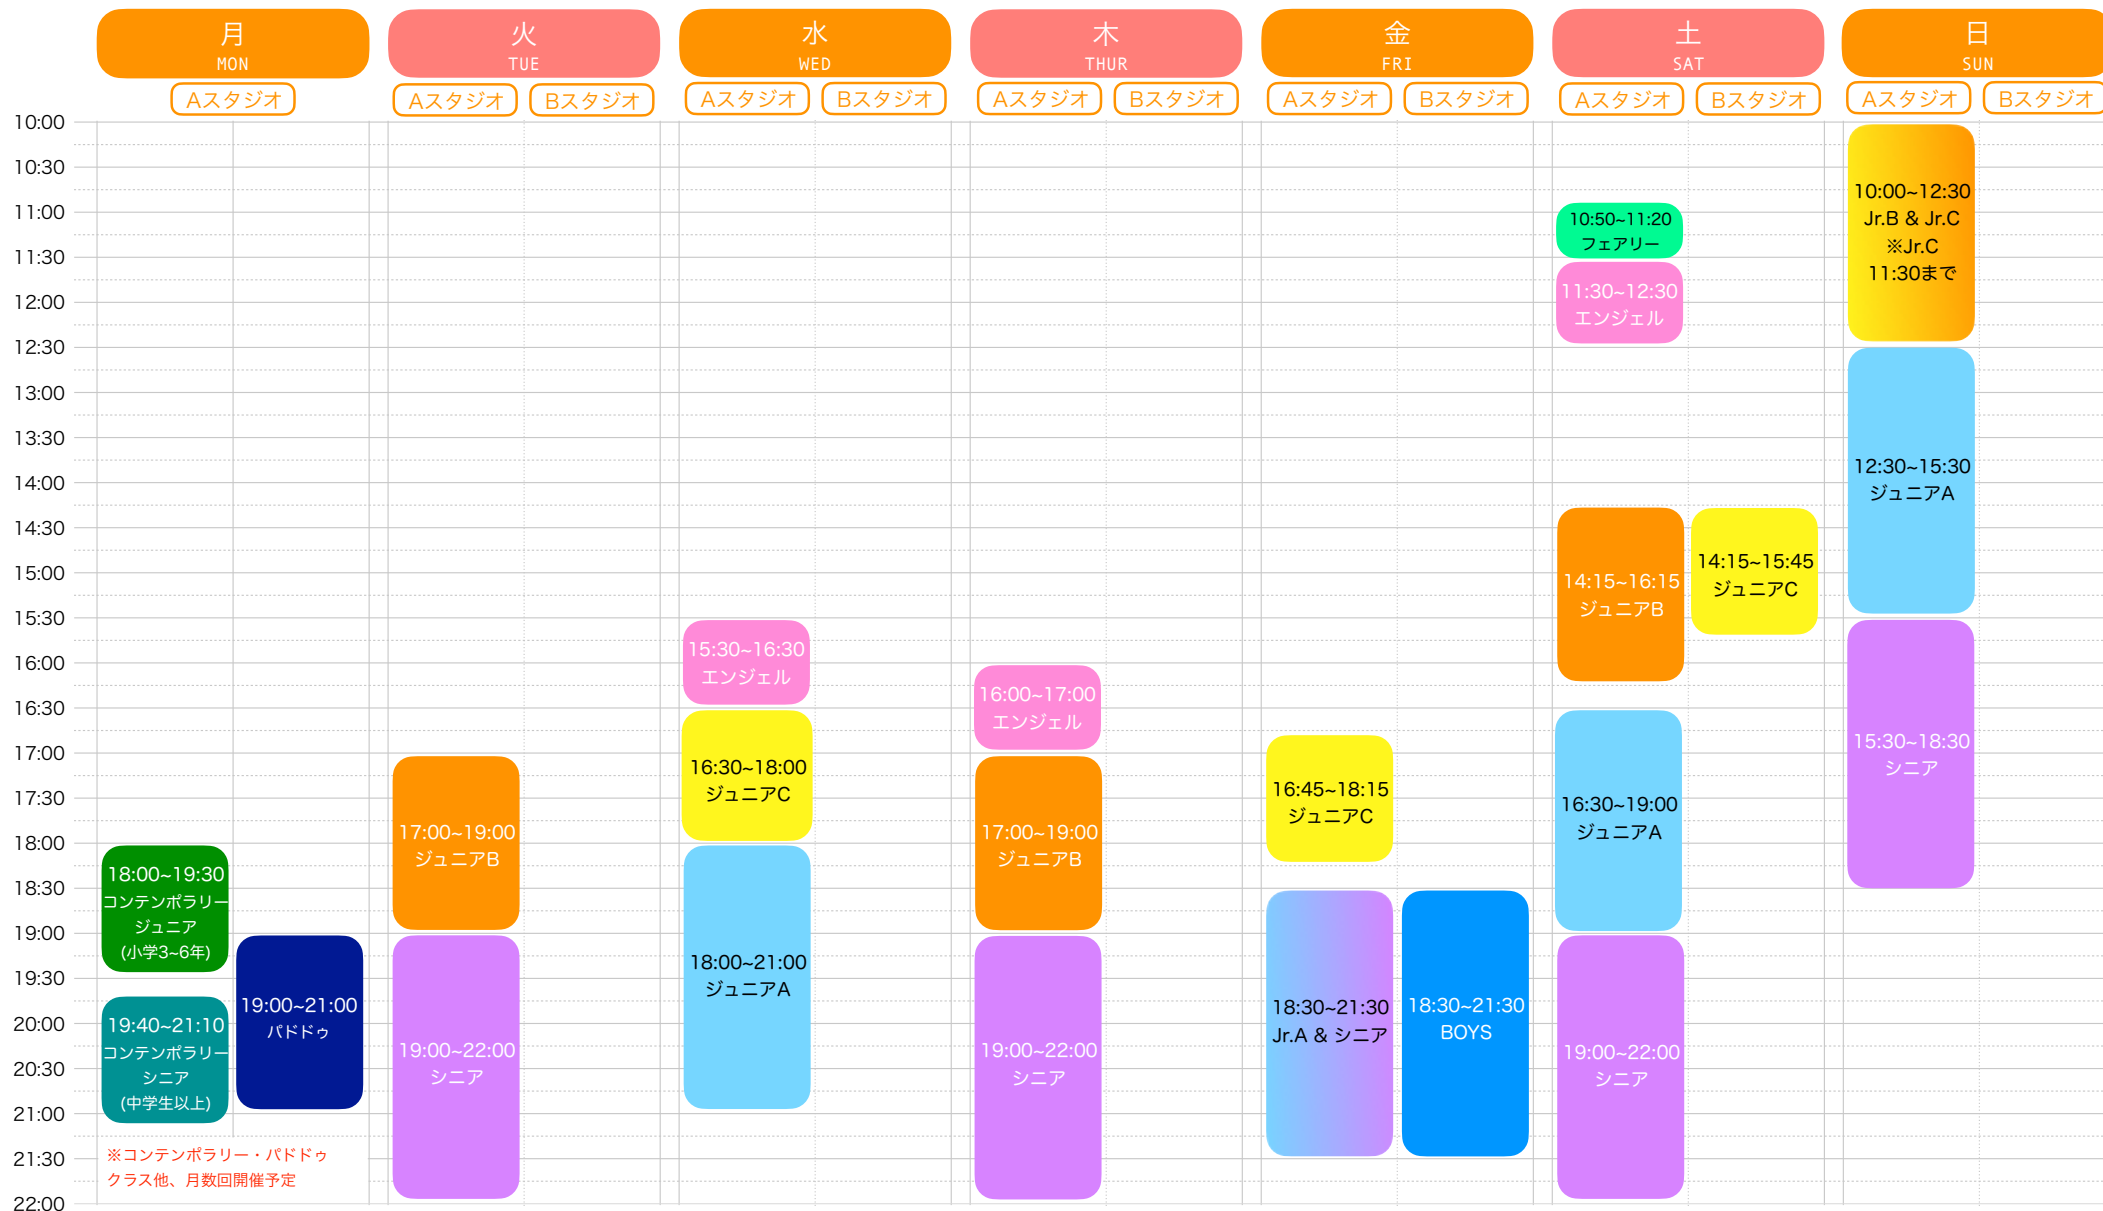 月
MON
火
TUE
水
WED
木
THUR
金
FRI
土
SAT
日
SUN
Aスタジオ
Aスタジオ
Bスタジオ
Aスタジオ
Bスタジオ
Aスタジオ
Bスタジオ
Aスタジオ
Bスタジオ
Aスタジオ
Bスタジオ
Aスタジオ
Bスタジオ
10:00
10:30
11:00
11:30
12:00
12:30
13:00
13:30
14:00
14:30
15:00
15:30
16:00
16:30
17:00
17:30
18:00
18:30
19:00
19:30
20:00
20:30
21:00
21:30
22:00
18:00~19:30
コンテンポラリー
ジュニア
(小学3~6年)
19:40~21:10
コンテンポラリー
シニア
(中学生以上)
19:00~21:00
パドドゥ
※コンテンポラリー・パドドゥ
クラス他、月数回開催予定
17:00~19:00
ジュニアB
19:00~22:00
シニア
15:30~16:30
エンジェル
16:30~18:00
ジュニアC
18:00~21:00
ジュニアA
16:00~17:00
エンジェル
17:00~19:00
ジュニアB
19:00~22:00
シニア
16:45~18:15
ジュニアC
18:30~21:30
Jr.A & シニア
18:30~21:30
BOYS
10:50~11:20
フェアリー
11:30~12:30
エンジェル
14:15~16:15
ジュニアB
14:15~15:45
ジュニアC
16:30~19:00
ジュニアA
19:00~22:00
シニア
10:00~12:30
Jr.B & Jr.C
※Jr.C
11:30まで
12:30~15:30
ジュニアA
15:30~18:30
シニア